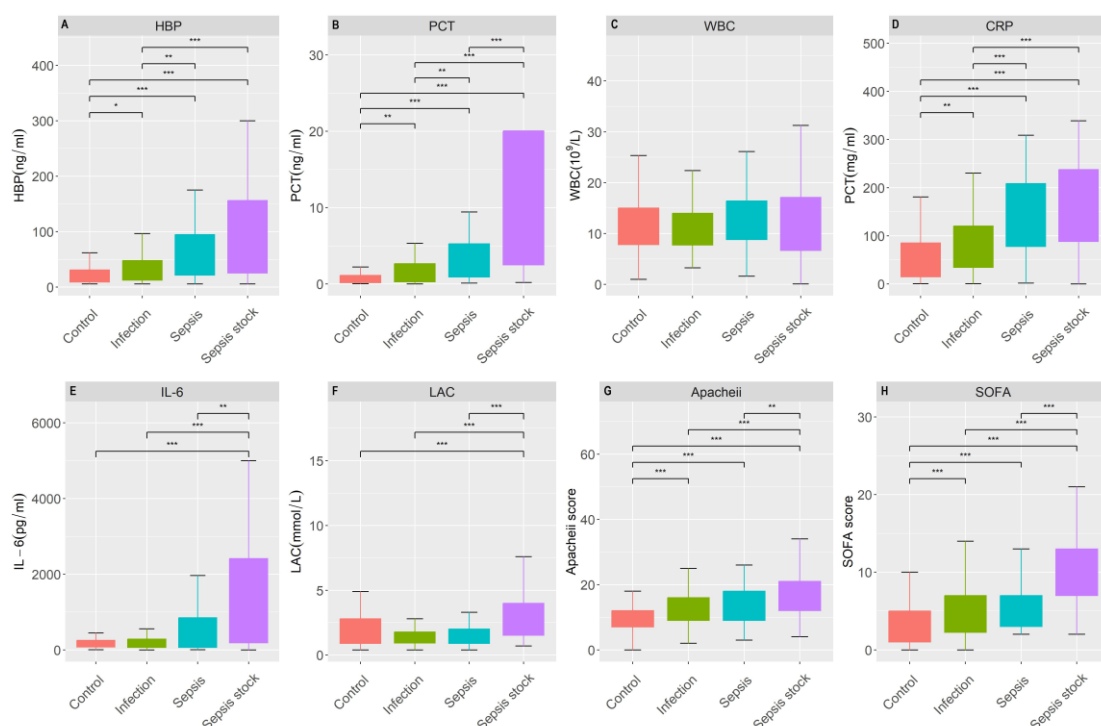 A HBP
HBP(ng/ml)
400
300
200
100
0
***
**
***
***
*
Control
Infection
Sepsis
Sepsis stock
B PCT
PCT(ng/ml)
30
20
10
0
***
***
**
***
***
**
Control
Infection
Sepsis
Sepsis stock
C WBC
WBC(10⁹/L)
40
30
20
10
0
Control
Infection
Sepsis
Sepsis stock
D CRP
PCT(mg/ml)
500
400
300
200
100
0
***
***
***
***
**
Control
Infection
Sepsis
Sepsis stock
E IL-6
IL−6(pg/ml)
6000
4000
2000
0
**
***
***
Control
Infection
Sepsis
Sepsis stock
F LAC
LAC(mmol/L)
15
10
5
0
***
***
***
Control
Infection
Sepsis
Sepsis stock
G Apacheii
Apacheii score
60
40
20
0
**
***
***
***
***
Control
Infection
Sepsis
Sepsis stock
H SOFA
SOFA score
30
20
10
0
***
***
***
***
***
Control
Infection
Sepsis
Sepsis stock